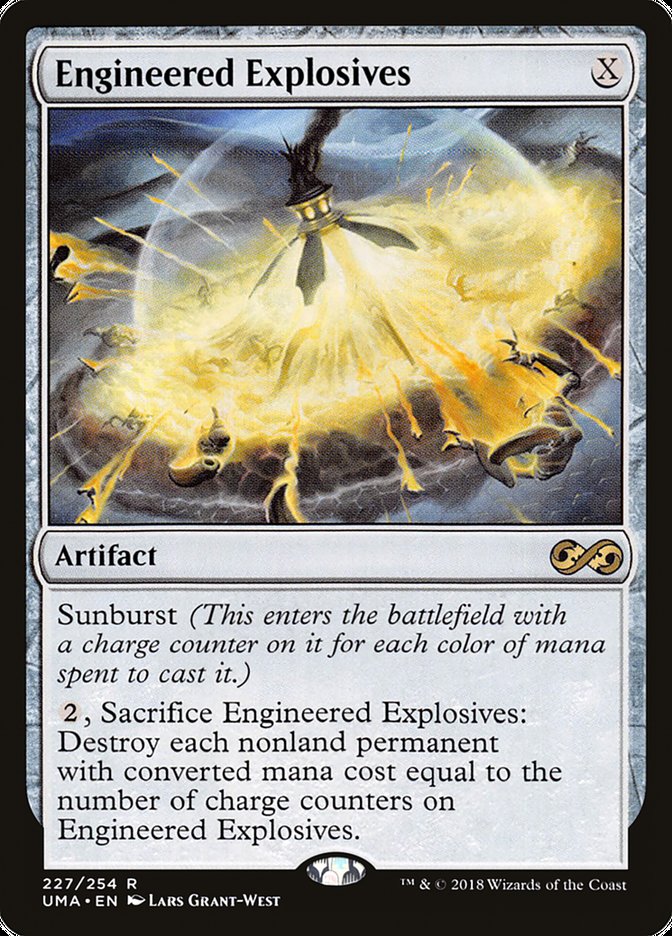 Engineered Explosives X
Artifact
Sunburst (This enters the battlefield with
a charge counter on it for each color of mana
spent to cast it.)
2, Sacrifice Engineered Explosives:
Destroy each nonland permanent
with converted mana cost equal to the
number of charge counters on
Engineered Explosives.
227/254 R
™ & © 2018 Wizards of the Coast
UMA • EN Lars Grant-West